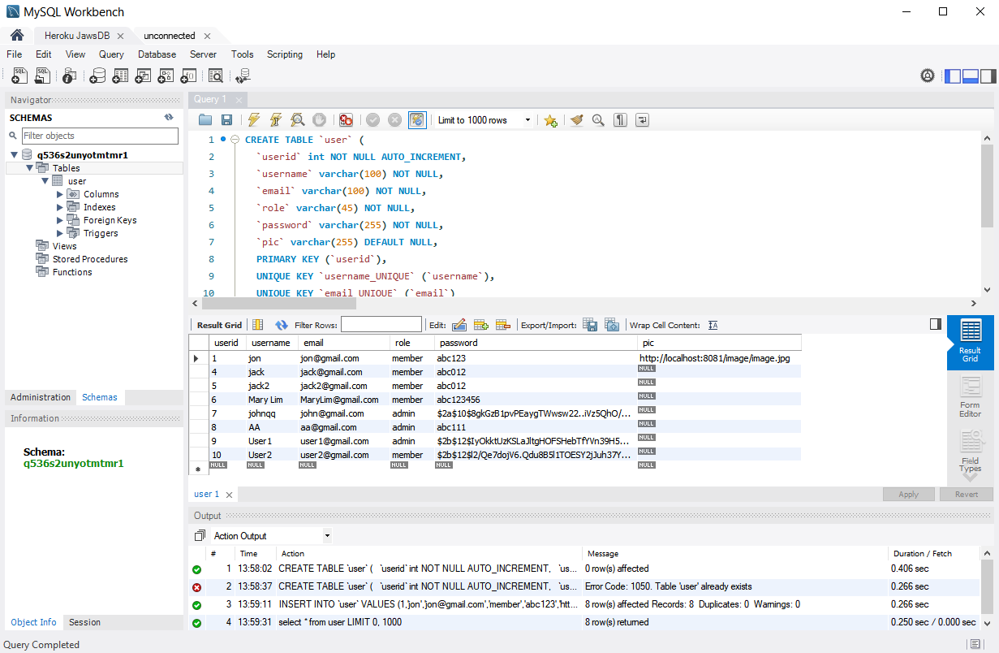 MySQL Workbench
Heroku JawsDB
unconnected
File Edit View Query Database Server Tools Scripting Help
Navigator
SCHEMAS
Filter objects
q536s2unyotmtmr1
Tables
user
Columns
Indexes
Foreign Keys
Triggers
Views
Stored Procedures
Functions
Administration Schemas
Information
Schema:
q536s2unyotmtmr1
Object Info Session
Query 1
Limit to 1000 rows
1 CREATE TABLE `user` (
2 `userid` int NOT NULL AUTO_INCREMENT,
3 `username` varchar(100) NOT NULL,
4 `email` varchar(100) NOT NULL,
5 `role` varchar(45) NOT NULL,
6 `password` varchar(255) NOT NULL,
7 `pic` varchar(255) DEFAULT NULL,
8 PRIMARY KEY (`userid`),
9 UNIQUE KEY `username_UNIQUE` (`username`),
10 UNIQUE KEY `email_UNIQUE` (`email`)
Result Grid Filter Rows: Edit: Export/Import: Wrap Cell Content:
userid username email role password pic
1 jon jon@gmail.com member abc123 http://localhost:8081/image/image.jpg
4 jack jack@gmail.com member abc012 NULL
5 jack2 jack2@gmail.com member abc012 NULL
6 Mary Lim MaryLim@gmail.com member abc123456 NULL
7 johnqq john@gmail.com admin $2a$10$8gkGzB1pvPEaygTWwsw22..iVz5QhO/... NULL
8 AA aa@gmail.com admin abc111 NULL
9 User1 user1@gmail.com admin $2b$12$IyOkktUzKSLaJltgHOFSHebTfYVn39H5... NULL
10 User2 user2@gmail.com member $2b$12$l2/Qe7dojV6.Qdu8B5l1TOESY2jJuh37Y... NULL
NULL NULL NULL NULL NULL NULL
Result Grid
Form Editor
Field Types
user 1
Apply Revert
Output
Action Output
# Time Action Message Duration / Fetch
1 13:58:02 CREATE TABLE `user` ( `userid` int NOT NULL AUTO_INCREMENT, `us... 0 row(s) affected 0.406 sec
2 13:58:37 CREATE TABLE `user` ( `userid` int NOT NULL AUTO_INCREMENT, `us... Error Code: 1050. Table 'user' already exists 0.266 sec
3 13:59:11 INSERT INTO `user` VALUES (1,'jon','jon@gmail.com','member','abc123','htt... 8 row(s) affected Records: 8 Duplicates: 0 Warnings: 0 0.266 sec
4 13:59:31 select * from user LIMIT 0, 1000 8 row(s) returned 0.250 sec / 0.000 sec
Query Completed